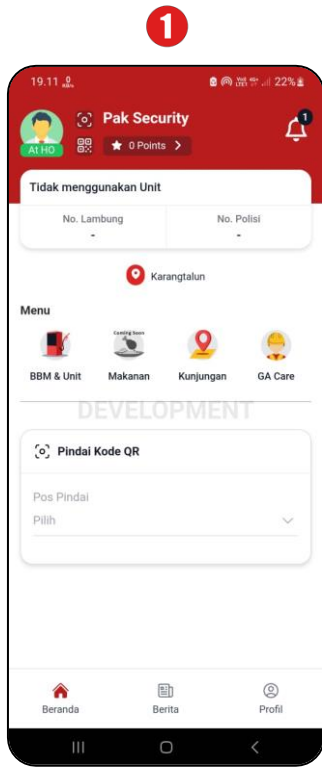 1
19.11
22%
1
Pak Security
At HO
0 Points
Tidak menggunakan Unit
No. Lambung No. Polisi
- -
Karangtalun
Menu
Coming Soon
BBM & Unit Makanan Kunjungan GA Care
DEVELOPMENT
Pindai Kode QR
Pos Pindai
Pilih
Beranda Berita Profil